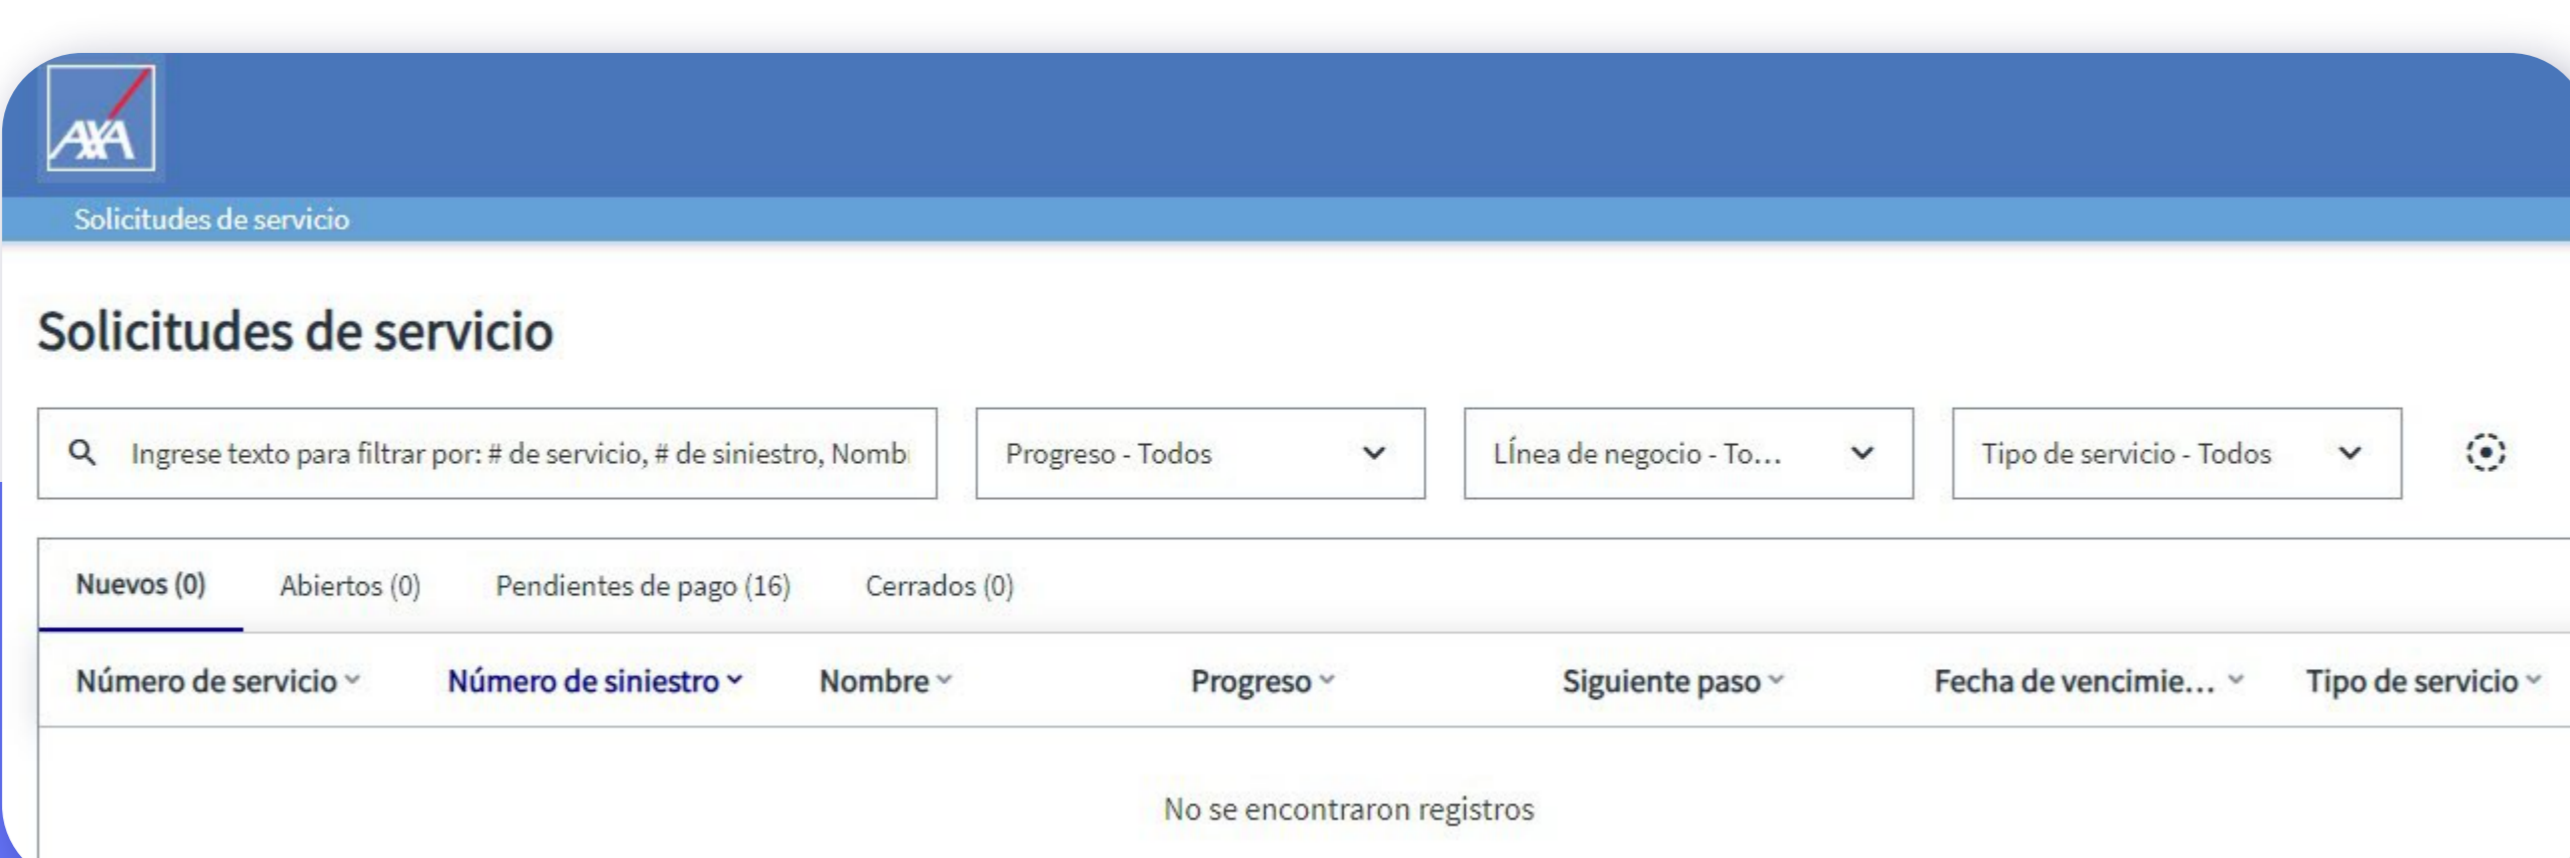 AXA
Solicitudes de servicio
Solicitudes de servicio
Ingrese texto para filtrar por: # de servicio, # de siniestro, Nomb
Progreso - Todos
LÍnea de negocio - To...
Tipo de servicio - Todos
Nuevos (0) Abiertos (0) Pendientes de pago (16) Cerrados (0)
Número de servicio Número de siniestro Nombre Progreso Siguiente paso Fecha de vencimie... Tipo de servicio
No se encontraron registros